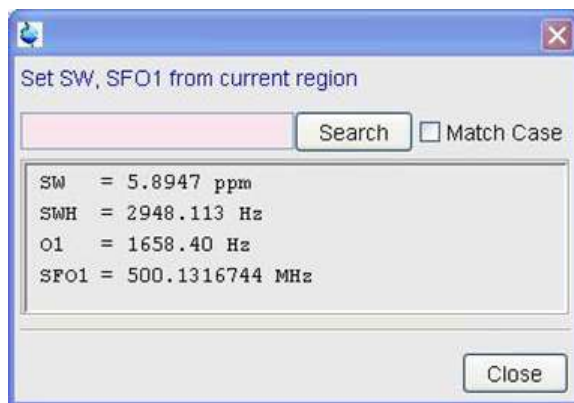 Set SW, SFO1 from current region
Search Match Case
SW = 5.8947 ppm
SWH = 2948.113 Hz
O1 = 1658.40 Hz
SFO1 = 500.1316744 MHz
Close